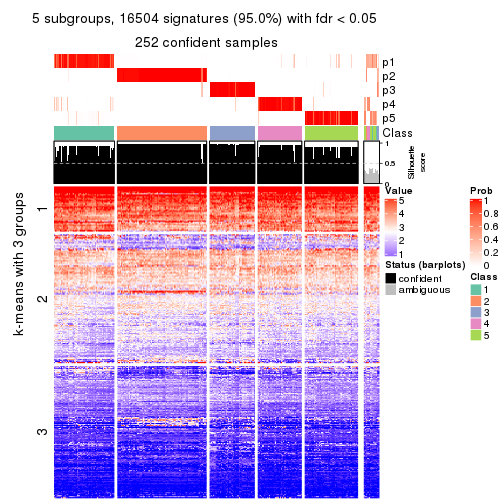 5 subgroups, 16504 signatures (95.0%) with fdr < 0.05
252 confident samples
p1
p2
p3
p4
p5
Class
1
0.5
0
Silhouette
score
k-means with 3 groups
1
2
3
Value
5
4
3
2
1
Status (barplots)
confident
ambiguous
Prob
1
0.8
0.6
0.4
0.2
0
Class
1
2
3
4
5